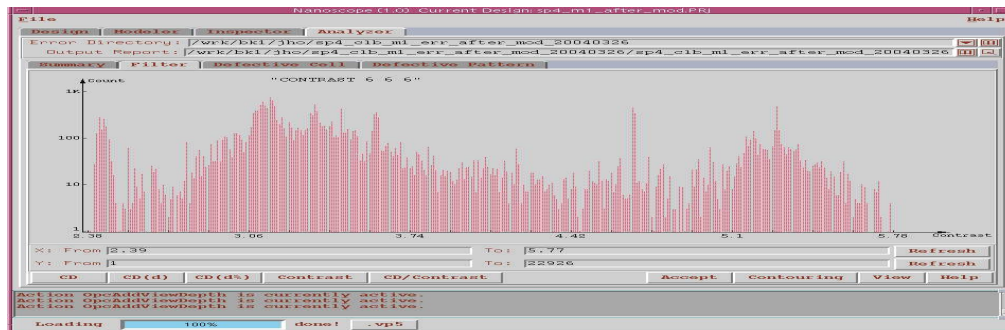 Nanoscope (1.0) Current Design: sp4_m1_after_mod.PRJ
File Help
Design Modeler Inspector Analyzer
Error Directory: /wrk/bk1/jho/sp4_clb_m1_err_after_mod_20040326
Output Report: /wrk/bk1/jho/sp4_clb_m1_err_after_mod_20040326/sp4_clb_m1_err_after_mod_20040326
Summary Filter Defective Cell Defective Pattern
Count "CONTRAST 6 6 6"
1K
100
10
1
2.38 3.06 3.74 4.42 5.1 5.78 Contrast
X: From 2.39 To: 5.77 Refresh
Y: From 1 To: 22926 Refresh
CD CD(d) CD(d%) Contrast CD/Contrast Accept Contouring View Help
Action OpcAddViewDepth is currently active.
Action OpcAddViewDepth is currently active.
Action OpcAddViewDepth is currently active.
Loading 100% done! .vp5